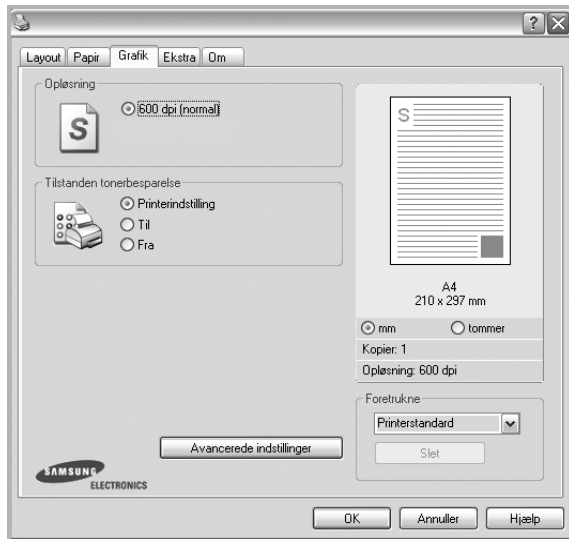 Layout Papir Grafik Ekstra Om
Opløsning
600 dpi (normal)
S
Tilstanden tonerbesparelse
Printerindstilling
Til
Fra
Avancerede indstillinger
SAMSUNG
ELECTRONICS
S
A4
210 x 297 mm
mm tommer
Kopier: 1
Opløsning: 600 dpi
Foretrukne
Printerstandard
Slet
OK Annuller Hjælp